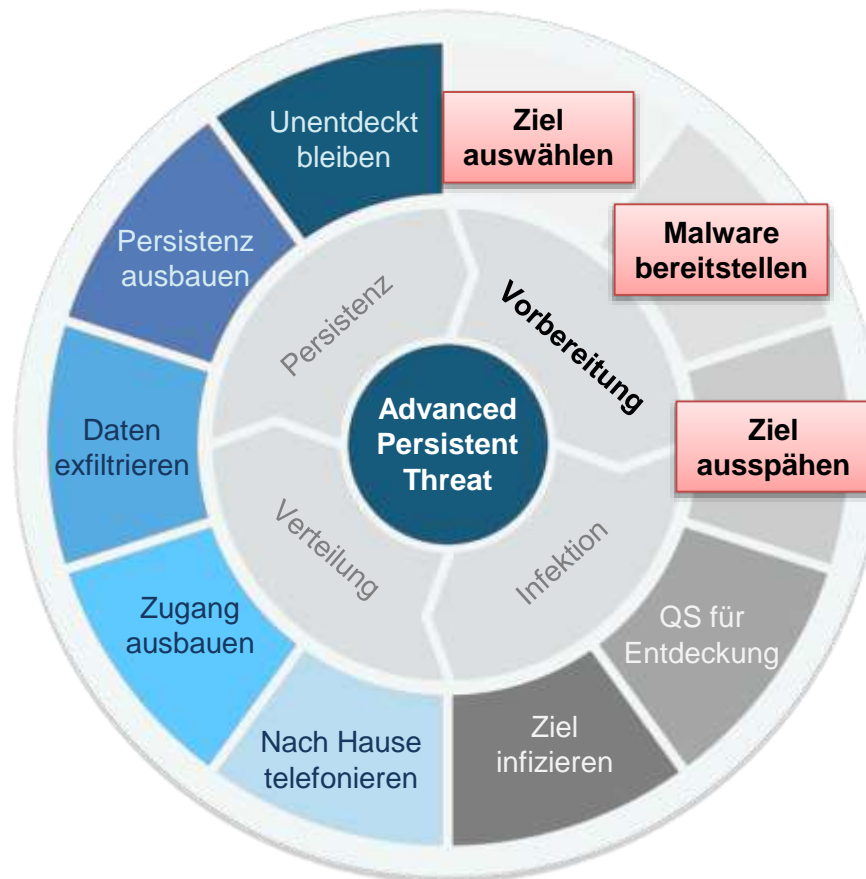 Unentdeckt
bleiben
Ziel
auswählen
Malware
bereitstellen
Ziel
ausspähen
QS für
Entdeckung
Ziel
infizieren
Nach Hause
telefonieren
Zugang
ausbauen
Daten
exfiltrieren
Persistenz
ausbauen
Persistenz
Vorbereitung
Infektion
Verteilung
Advanced
Persistent
Threat